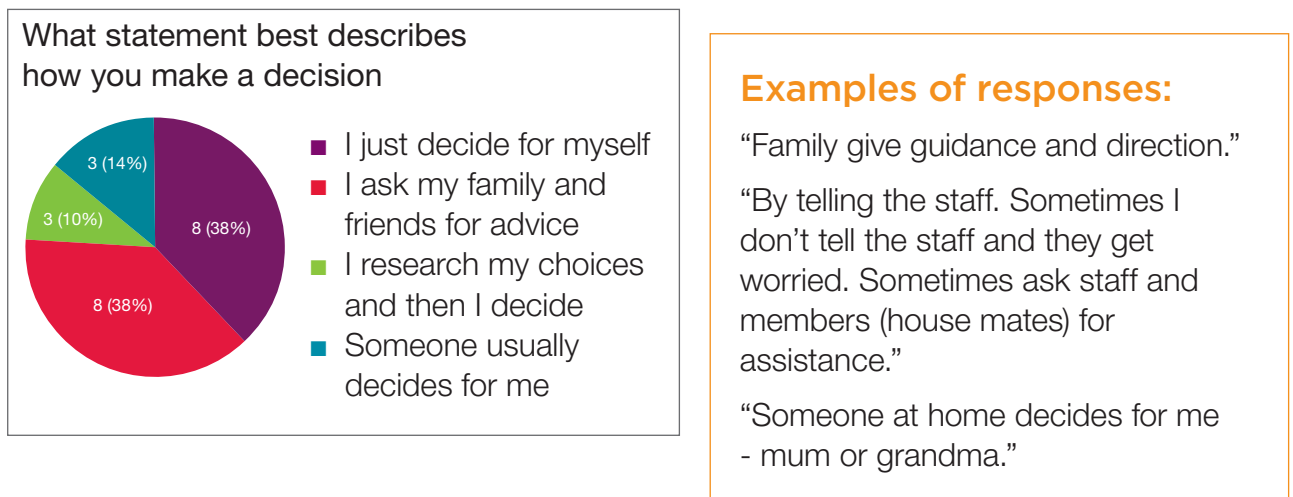 What statement best describes
how you make a decision
3 (14%)
3 (10%)
8 (38%)
8 (38%)
I just decide for myself
I ask my family and
friends for advice
I research my choices
and then I decide
Someone usually
decides for me
Examples of responses:
“Family give guidance and direction.”
“By telling the staff. Sometimes I
don’t tell the staff and they get
worried. Sometimes ask staff and
members (house mates) for
assistance.”
“Someone at home decides for me
- mum or grandma.”